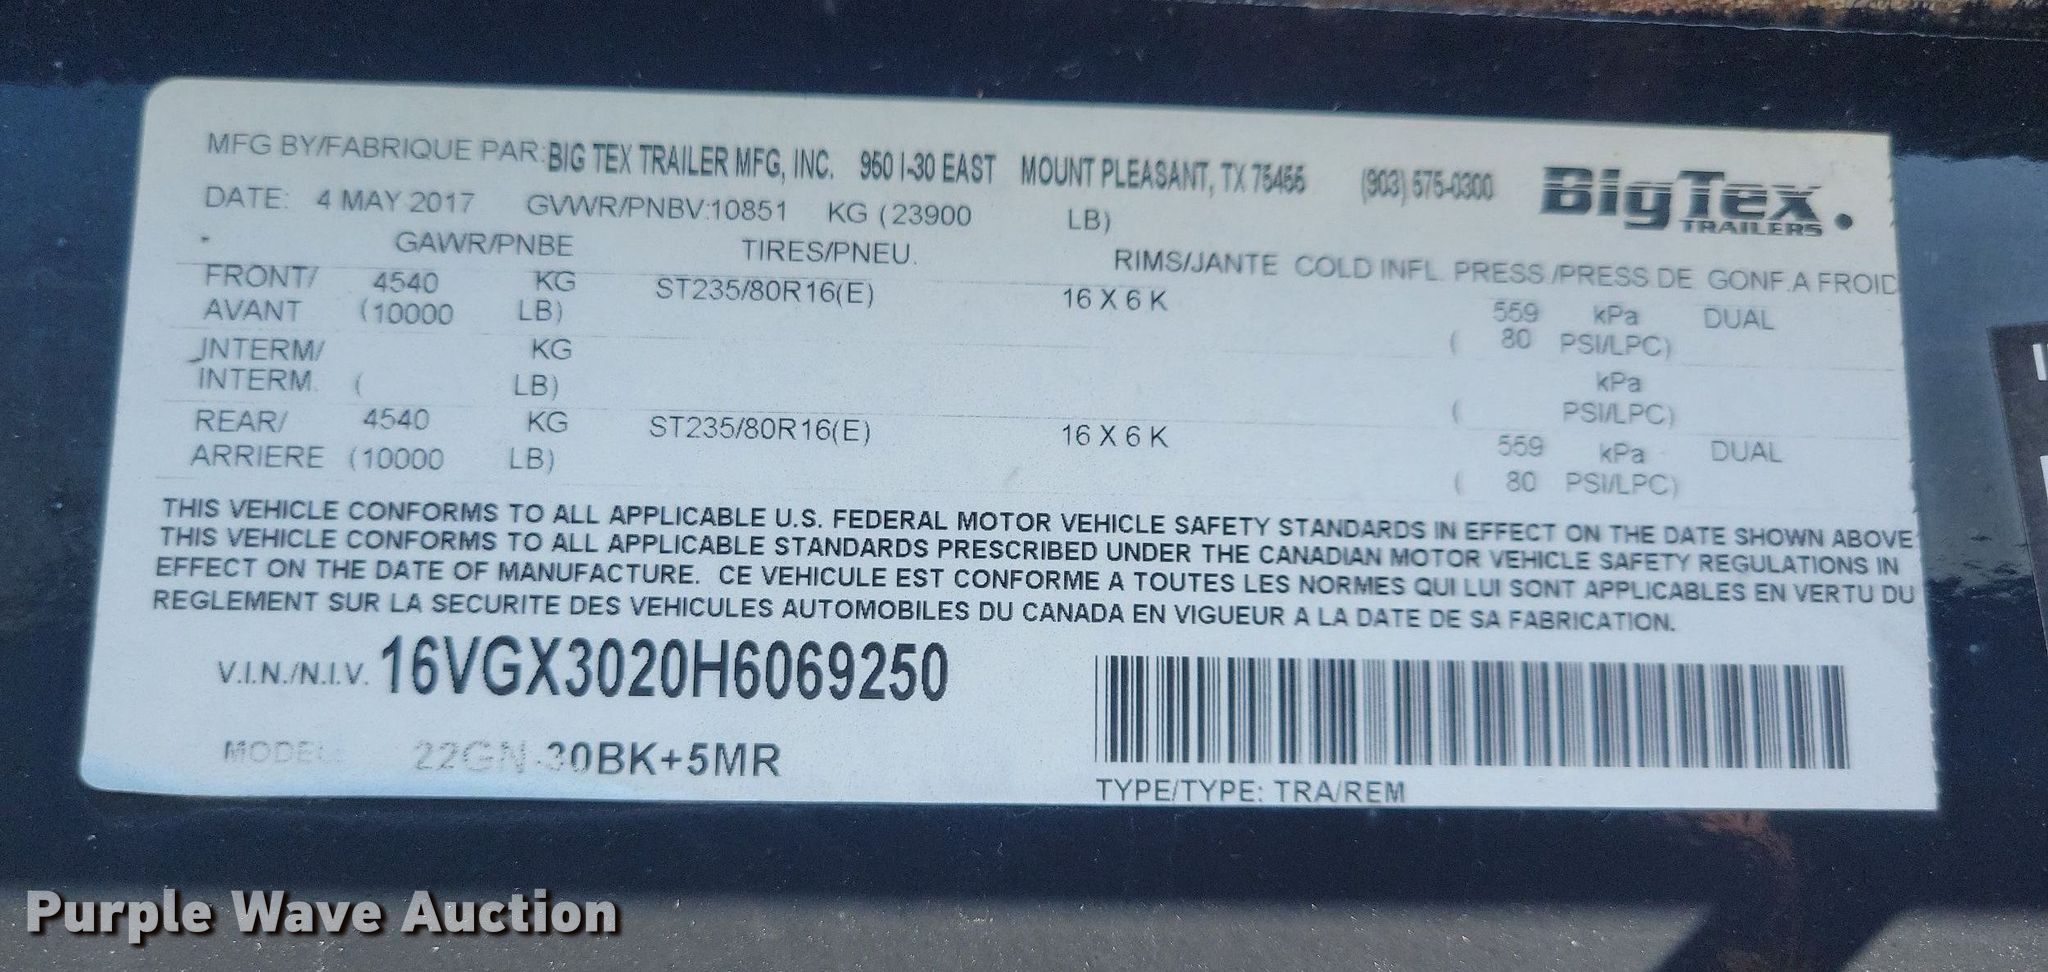 MFG BY/FABRIQUE PAR: BIG TEX TRAILER MFG, INC. 950 I-30 EAST MOUNT PLEASANT, TX 75455 (903) 575-0300 BigTex TRAILERS
DATE: 4 MAY 2017 GVWR/PNBV:10851 KG (23900 LB)
GAWR/PNBE TIRES/PNEU. RIMS/JANTE COLD INFL. PRESS./PRESS DE GONF.A FROID
FRONT/ 4540 KG ST235/80R16(E) 16 X 6 K 559 kPa DUAL
AVANT (10000 LB) ( 80 PSI/LPC)
INTERM/ KG kPa
INTERM. ( LB) ( PSI/LPC)
REAR/ 4540 KG ST235/80R16(E) 16 X 6 K 559 kPa DUAL
ARRIERE (10000 LB) ( 80 PSI/LPC)
THIS VEHICLE CONFORMS TO ALL APPLICABLE U.S. FEDERAL MOTOR VEHICLE SAFETY STANDARDS IN EFFECT ON THE DATE SHOWN ABOVE
THIS VEHICLE CONFORMS TO ALL APPLICABLE STANDARDS PRESCRIBED UNDER THE CANADIAN MOTOR VEHICLE SAFETY REGULATIONS IN
EFFECT ON THE DATE OF MANUFACTURE. CE VEHICULE EST CONFORME A TOUTES LES NORMES QUI LUI SONT APPLICABLES EN VERTU DU
REGLEMENT SUR LA SECURITE DES VEHICULES AUTOMOBILES DU CANADA EN VIGUEUR A LA DATE DE SA FABRICATION.
V.I.N./N.I.V. 16VGX3020H6069250
MODEL 22GN-30BK+5MR
TYPE/TYPE: TRA/REM
Purple Wave Auction